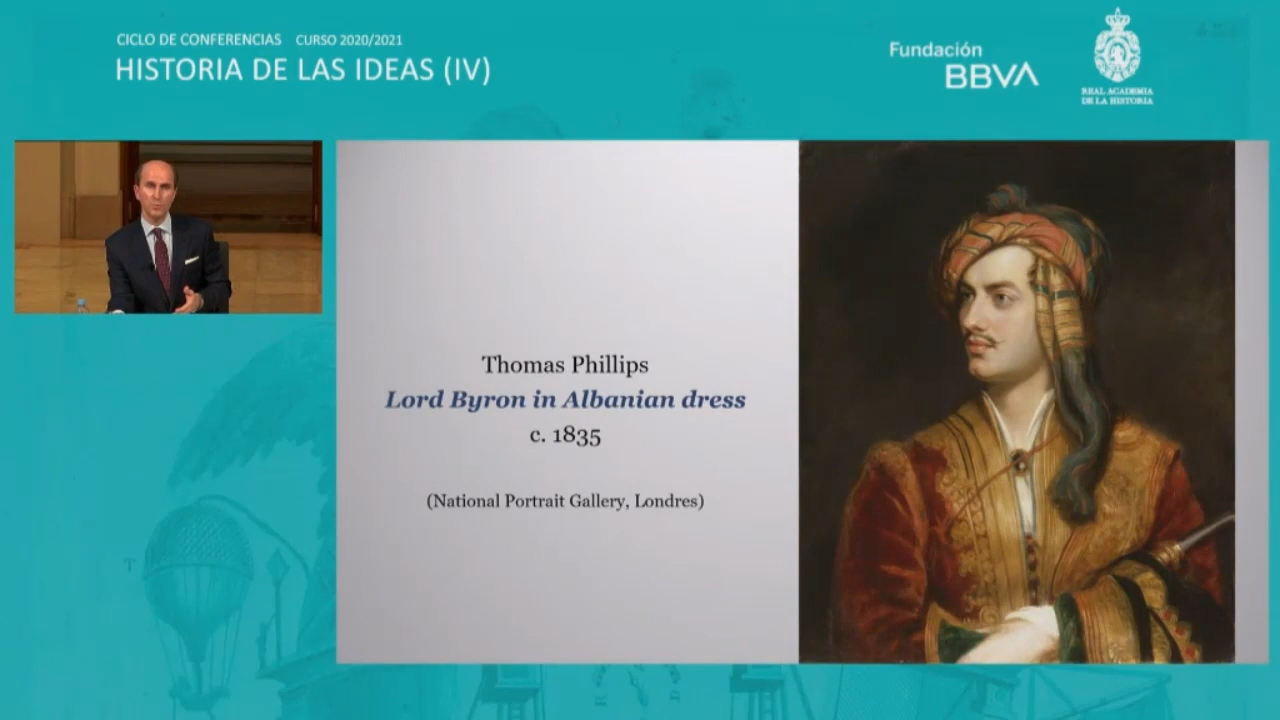 CICLO DE CONFERENCIAS CURSO 2020/2021
HISTORIA DE LAS IDEAS (IV)
Fundación
BBVA
REAL ACADEMIA
DE LA HISTORIA
Thomas Phillips
Lord Byron in Albanian dress
c. 1835
(National Portrait Gallery, Londres)
T